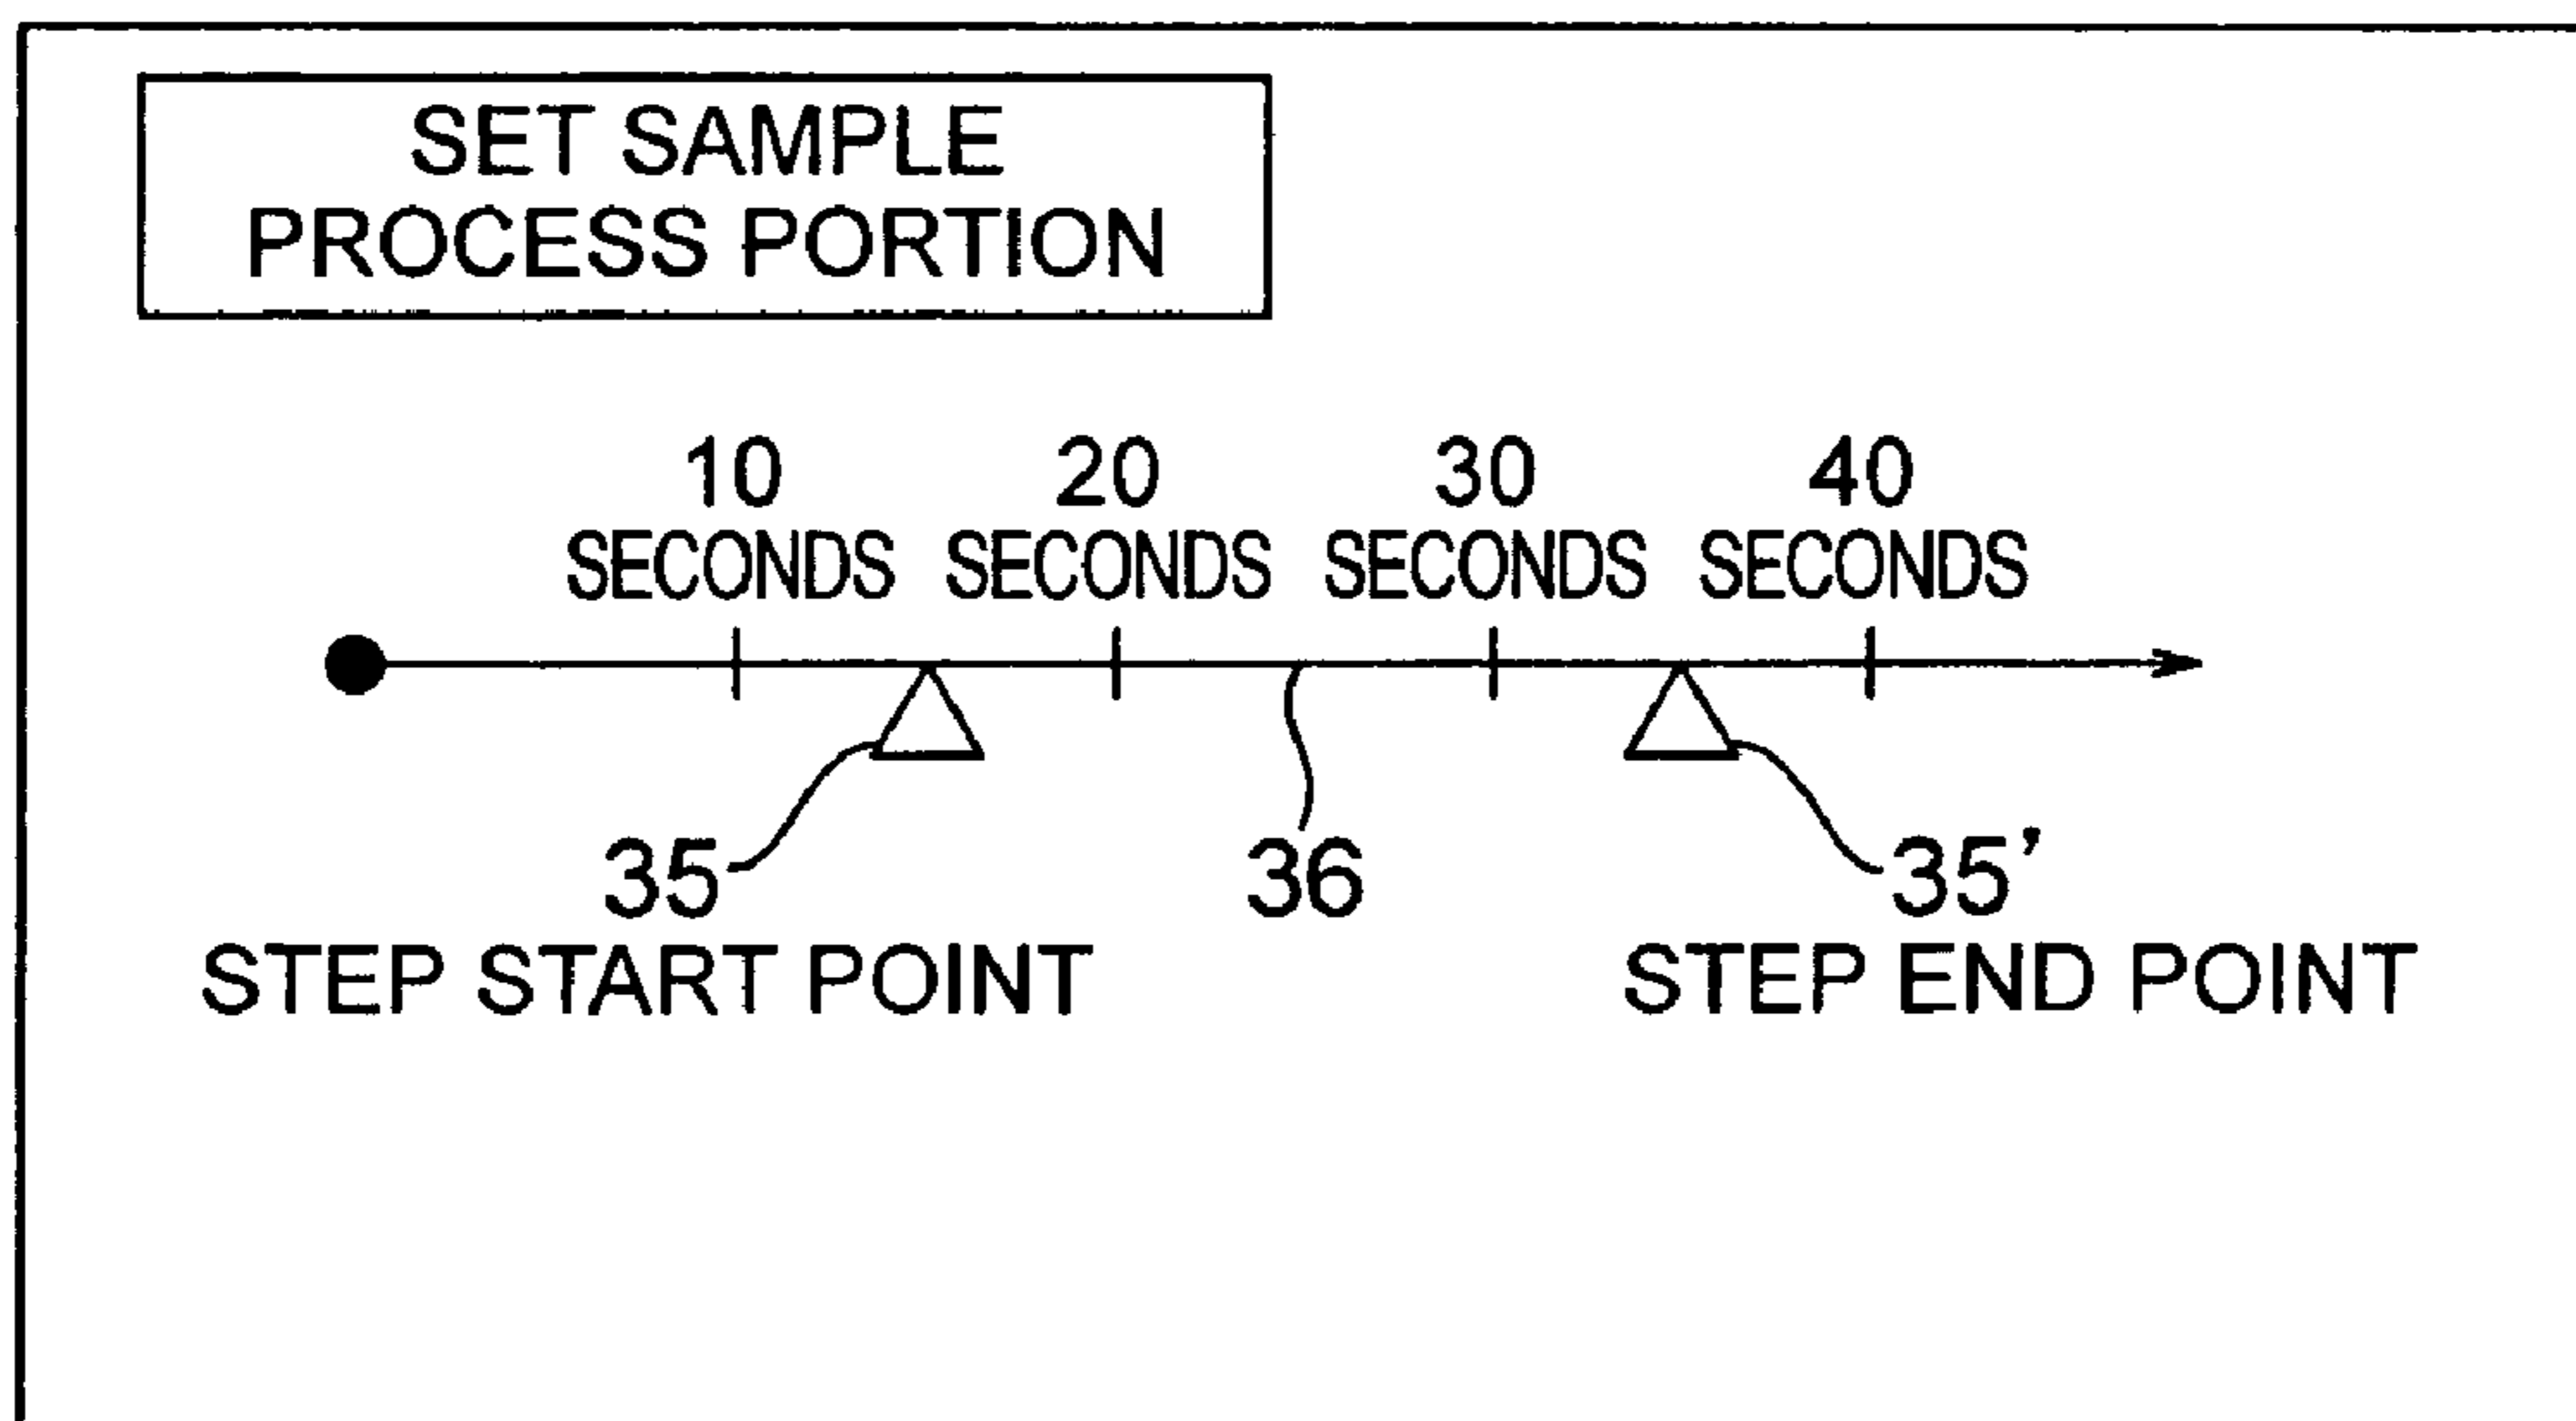 SET SAMPLE
PROCESS PORTION
10 20 30 40
SECONDS SECONDS SECONDS SECONDS
35 36 35’
STEP START POINT STEP END POINT